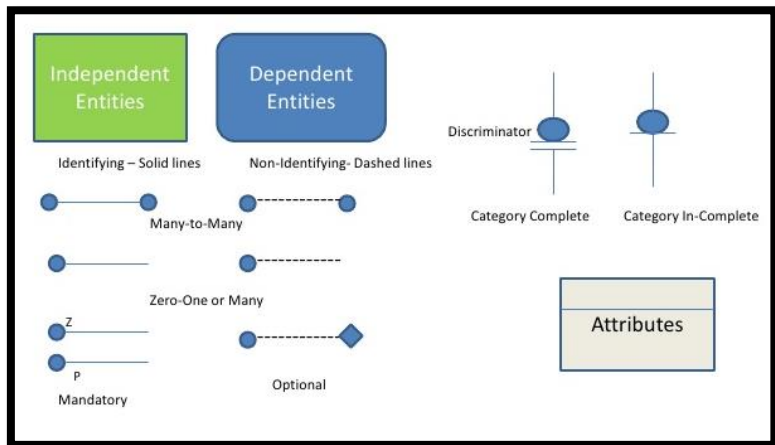 Independent
Entities
Dependent
Entities
Identifying – Solid lines
Non-Identifying- Dashed lines
Many-to-Many
Zero-One or Many
Z
P
Mandatory
Optional
Discriminator
Category Complete
Category In-Complete
Attributes